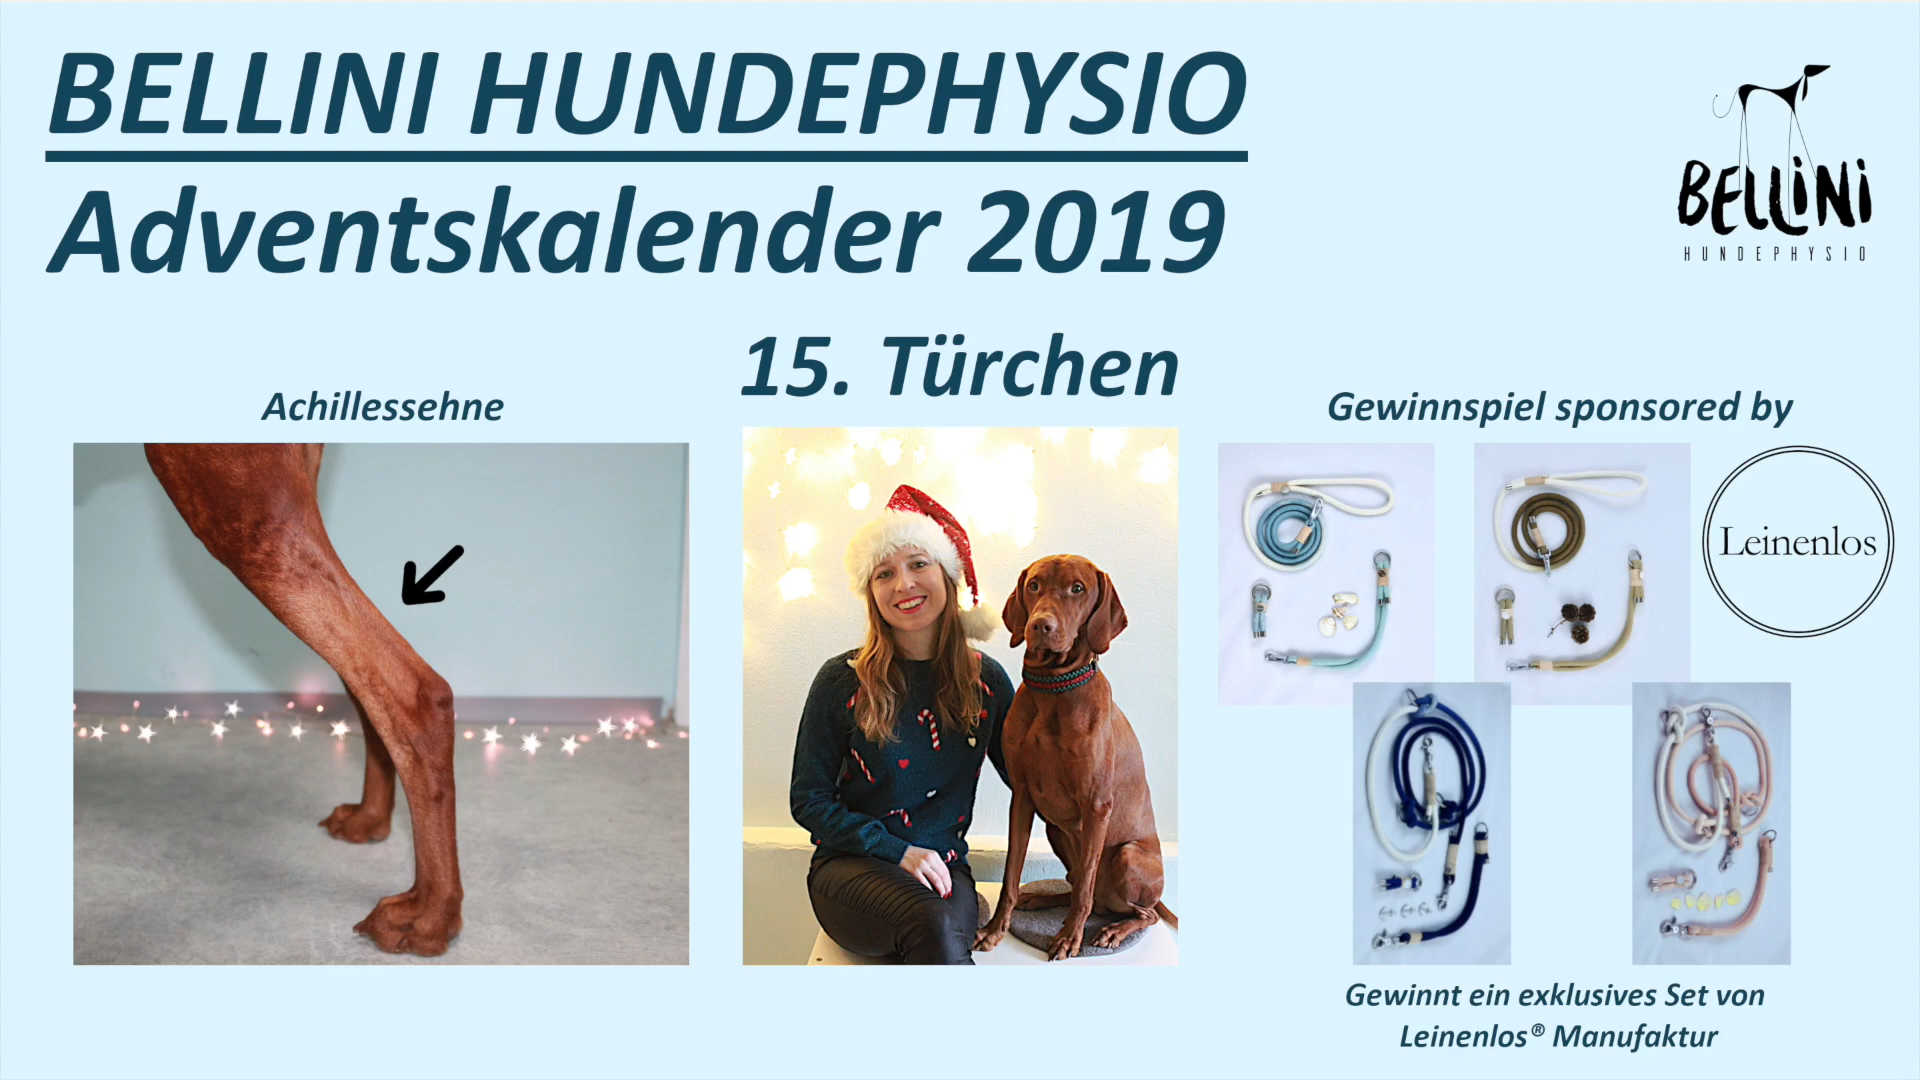 BELLINI HUNDEPHYSIO
Adventskalender 2019
BELLINI
HUNDEPHYSIO
15. Türchen
Achillessehne
Gewinnspiel sponsored by
Leinenlos
Gewinnt ein exklusives Set von
Leinenlos® Manufaktur